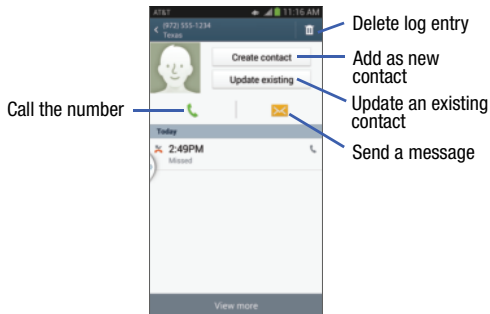 AT&T 11:16 AM
(972) 555-1234
Texas
Delete log entry
Create contact
Add as new
contact
Update existing
Update an existing
contact
Call the number
Send a message
Today
2:49PM
Missed
View more